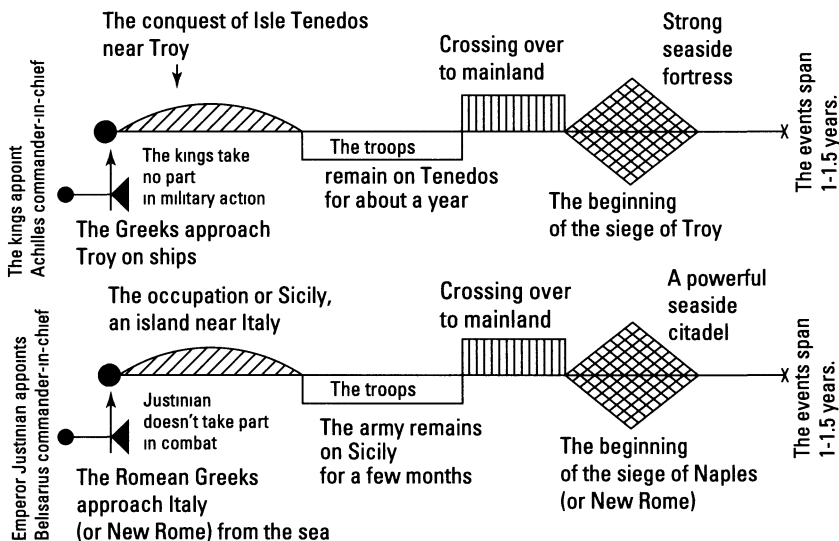 The conquest of Isle Tenedos
near Troy
Crossing over
to mainland
Strong
seaside
fortress
The events span
1-1.5 years.
The kings appoint
Achilles commander-in-chief
The kings take
no part
in military action
The troops
remain on Tenedos
for about a year
The Greeks approach
Troy on ships
The beginning
of the siege of Troy
The occupation or Sicily,
an island near Italy
Crossing over
to mainland
A powerful
seaside
citadel
The events span
1-1.5 years.
Emperor Justinian appoints
Belisarius commander-in-chief
Justinian
doesn't take part
in combat
The troops
The army remains
on Sicily
for a few months
The Romean Greeks
approach Italy
(or New Rome) from the sea
The beginning
of the siege of Naples
(or New Rome)